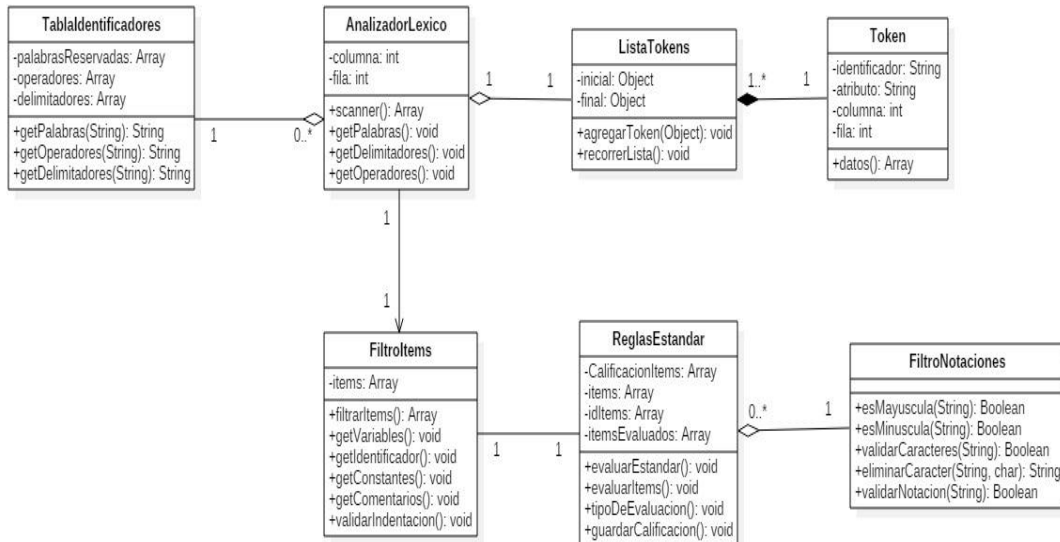 TablaIdentificadores
-palabrasReservadas: Array
-operadores: Array
-delimitadores: Array
+getPalabras(String): String
+getOperadores(String): String
+getDelimitadores(String): String
1
0..*
AnalizadorLexico
-columna: int
-fila: int
+scanner(): Array
+getPalabras(): void
+getDelimitadores(): void
+getOperadores(): void
1
1
ListaTokens
-inicial: Object
-final: Object
+agregarToken(Object): void
+recorrerLista(): void
1..*
1
Token
-identificador: String
-atributo: String
-columna: int
-fila: int
+datos(): Array
1
1
FiltroItems
-items: Array
+filtrarItems(): Array
+getVariables(): void
+getIdentificador(): void
+getConstantes(): void
+getComentarios(): void
+validarIndentacion(): void
1
1
ReglasEstandar
-CalificacionItems: Array
-items: Array
-idItems: Array
-itemsEvaluados: Array
+evaluarEstandar(): void
+evaluarItems(): void
+tipoDeEvaluacion(): void
+guardarCalificacion(): void
0..*
1
FiltroNotaciones
+esMayuscula(String): Boolean
+esMinuscula(String): Boolean
+validarCaracteres(String): Boolean
+eliminarCaracter(String, char): String
+validarNotacion(String): Boolean